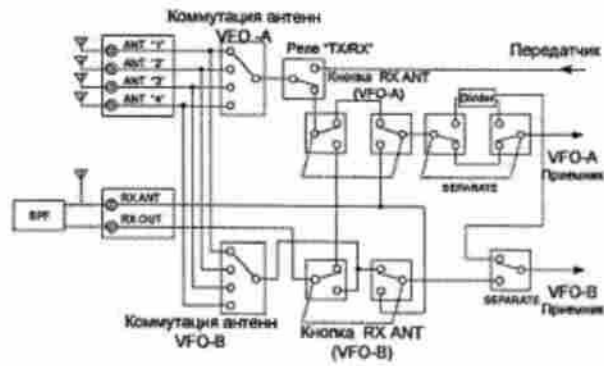 Коммутация антенн
VFO -A
ANT "1"
ANT "2"
ANT "3"
ANT "4"
Реле "TX/RX"
Передатчик
Кнопка RX ANT
(VFO-A)
Divider
VFO-A
Приемник
SEPARATE
RX ANT
RX OUT
BPF
VFO-B
Приемник
SEPARATE
Коммутация антенн
VFO-B
Кнопка RX ANT
(VFO-B)